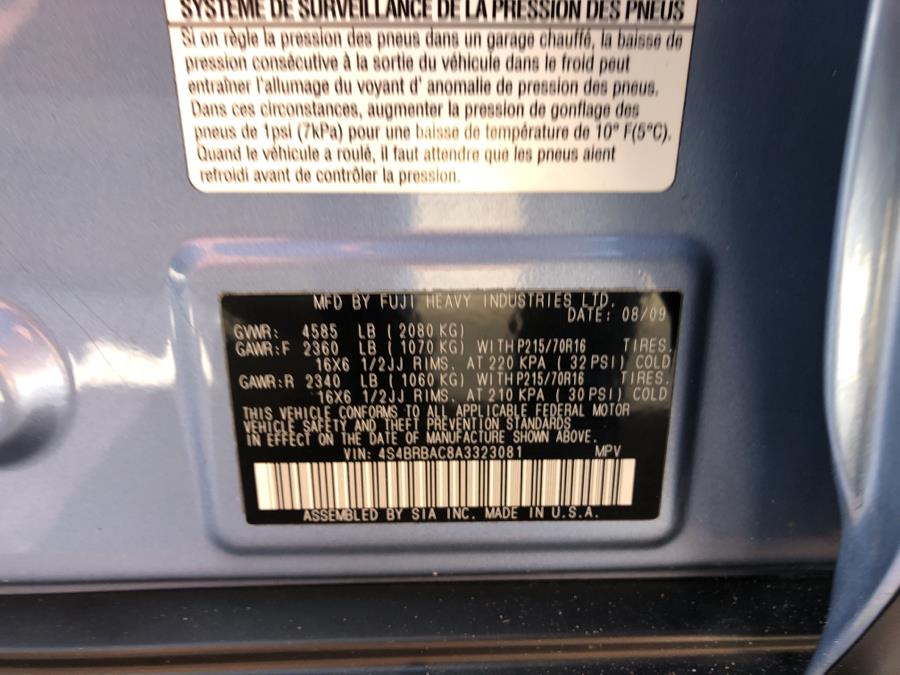 SYSTÈME DE SURVEILLANCE DE LA PRESSION DES PNEUS
Si on règle la pression des pneus dans un garage chauffé, la baisse de
pression consécutive à la sortie du véhicule dans le froid peut
entraîner l'allumage du voyant d' anomalie de pression des pneus.
Dans ces circonstances, augmenter la pression de gonflage des
pneus de 1psi (7kPa) pour une baisse de température de 10° F(5°C).
Quand le véhicule a roulé, il faut attendre que les pneus aient
refroidi avant de contrôler la pression.
MFD BY FUJI HEAVY INDUSTRIES LTD.
DATE: 08/09
GVWR: 4585 LB (2080 KG)
GAWR:F 2360 LB (1070 KG) WITH P215/70R16 TIRES.
16X6 1/2JJ RIMS. AT 220 KPA (32 PSI) COLD
GAWR:R 2340 LB (1060 KG) WITH P215/70R16 TIRES.
16X6 1/2JJ RIMS. AT 210 KPA (30 PSI) COLD
THIS VEHICLE CONFORMS TO ALL APPLICABLE FEDERAL MOTOR
VEHICLE SAFETY AND THEFT PREVENTION STANDARDS
IN EFFECT ON THE DATE OF MANUFACTURE SHOWN ABOVE.
VIN: 4S4BRBAC8A3323081 MPV
ASSEMBLED BY SIA INC. MADE IN U.S.A.